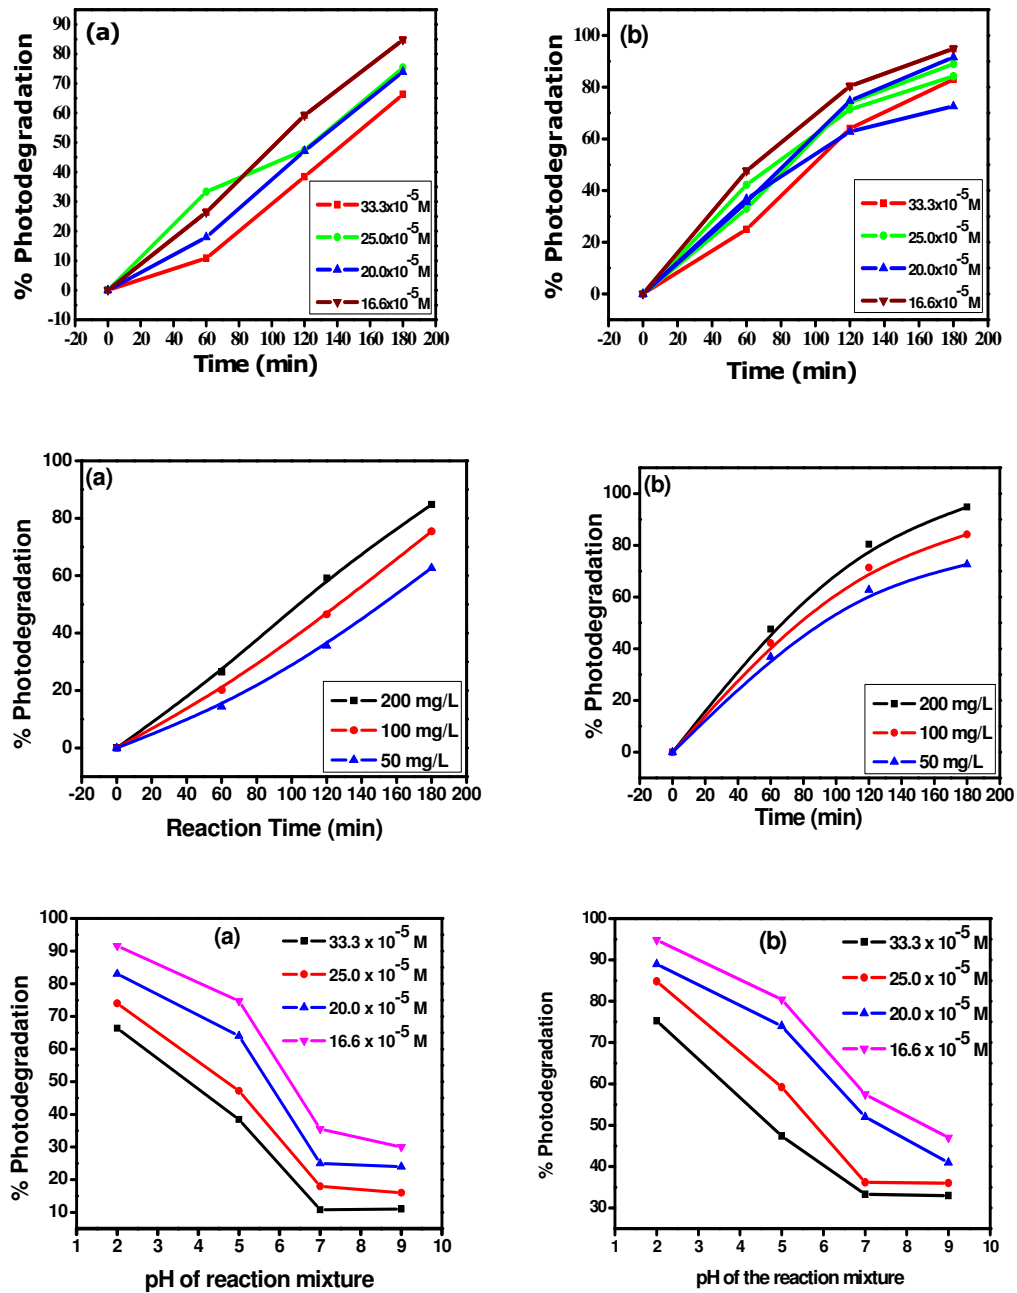 (a)
% Photodegradation
90
80
70
60
50
40
30
20
10
0
-10
-20 0 20 40 60 80 100 120 140 160 180 200
Time (min)
33.3x10-5M
25.0x10-5M
20.0x10-5M
16.6x10-5M
(b)
% Photodegradation
100
80
60
40
20
0
-20 0 20 40 60 80 100 120 140 160 180 200
Time (min)
33.3x10-5M
25.0x10-5M
20.0x10-5M
16.6x10-5M
(a)
% Photodegradation
100
80
60
40
20
0
-20 0 20 40 60 80 100 120 140 160 180 200
Reaction Time (min)
200 mg/L
100 mg/L
50 mg/L
(b)
% Photodegradation
100
80
60
40
20
0
-20 0 20 40 60 80 100 120 140 160 180 200
Time (min)
200 mg/L
100 mg/L
50 mg/L
(a)
% Photodegradation
100
90
80
70
60
50
40
30
20
10
1 2 3 4 5 6 7 8 9 10
pH of reaction mixture
33.3 x 10-5 M
25.0 x 10-5 M
20.0 x 10-5 M
16.6 x 10-5 M
(b)
% Photodegradation
100
90
80
70
60
50
40
30
1 2 3 4 5 6 7 8 9 10
pH of the reaction mixture
33.3 x 10-5 M
25.0 x 10-5 M
20.0 x 10-5 M
16.6 x 10-5 M